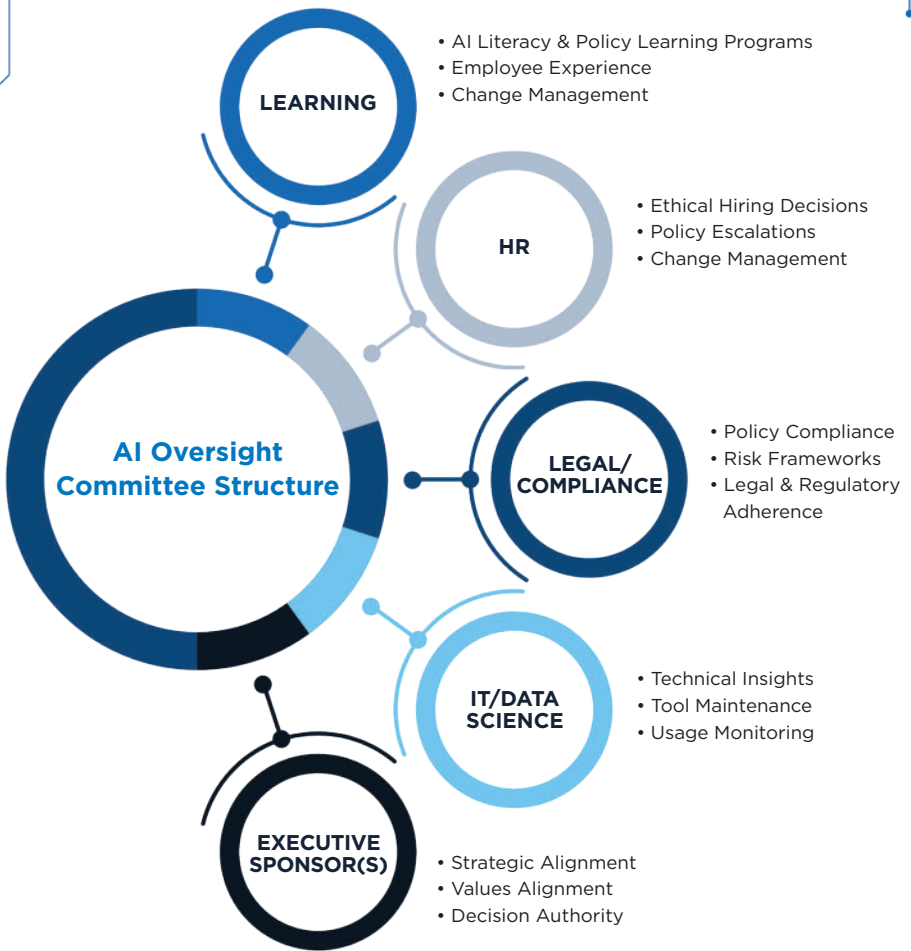 LEARNING
• AI Literacy & Policy Learning Programs
• Employee Experience
• Change Management
HR
• Ethical Hiring Decisions
• Policy Escalations
• Change Management
AI Oversight
Committee Structure
LEGAL/
COMPLIANCE
• Policy Compliance
• Risk Frameworks
• Legal & Regulatory
Adherence
IT/DATA
SCIENCE
• Technical Insights
• Tool Maintenance
• Usage Monitoring
EXECUTIVE
SPONSOR(S)
• Strategic Alignment
• Values Alignment
• Decision Authority